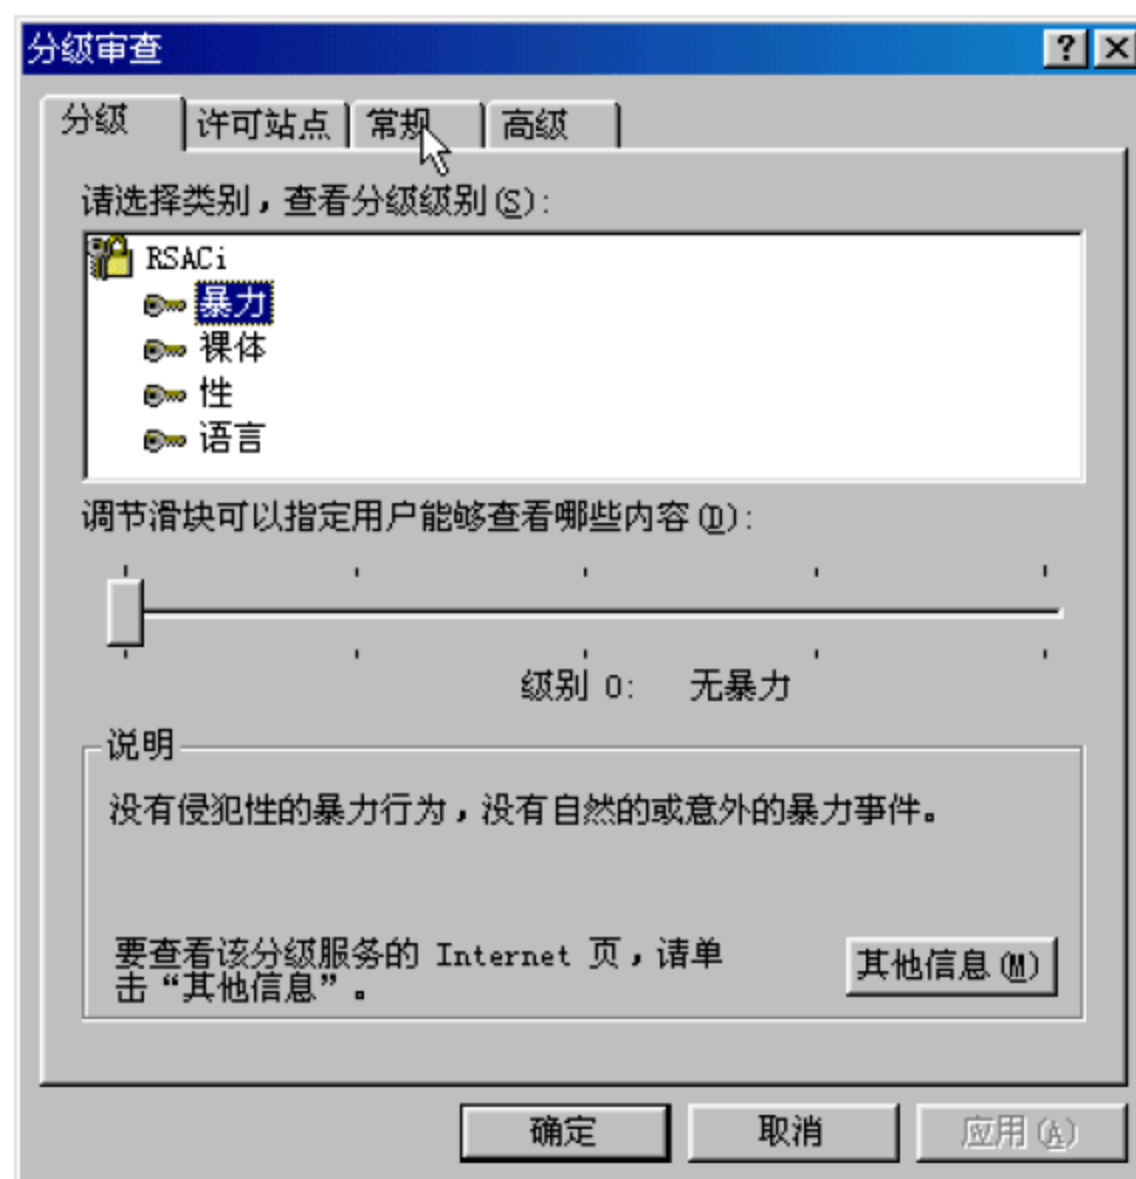 分级审查
分级 许可站点 常规 高级
请选择类别，查看分级级别(S):
RSACi
暴力
裸体
性
语言
调节滑块可以指定用户能够查看哪些内容(D):
级别 0: 无暴力
说明
没有侵犯性的暴力行为，没有自然的或意外的暴力事件。
要查看该分级服务的 Internet 页，请单
击“其他信息”。
其他信息(M)
确定 取消 应用(A)